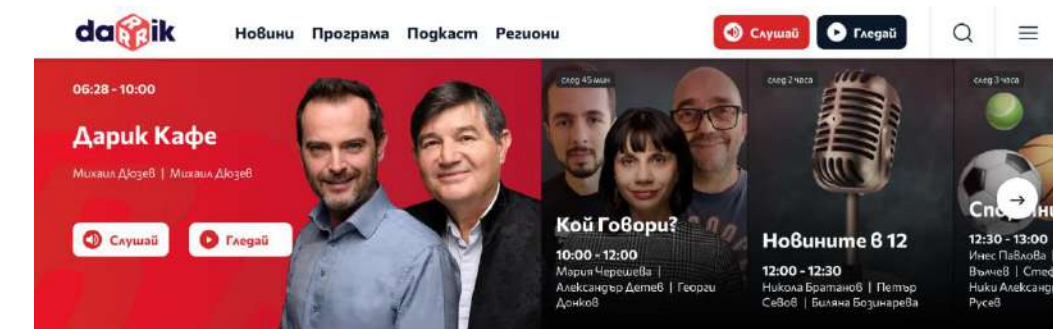 darik
Новини Програма Подкаст Региони
Слушай
Гледай
06:28 - 10:00
Дарик Кафе
Михаил Дюзев | Михаил Дюзев
Слушай
Гледай
след 45 мин
Кой Говори?
10:00 - 12:00
Мария Черешева |
Александър Детев | Георги
Донков
след 2 часа
Новините в 12
12:00 - 12:30
Никола Братанов | Петър
Севов | Биляна Бозинарева
след 3 часа
12:30 - 13:00
Инес Павлова |
Вълчев | Стеф
Ники Александ
Русев